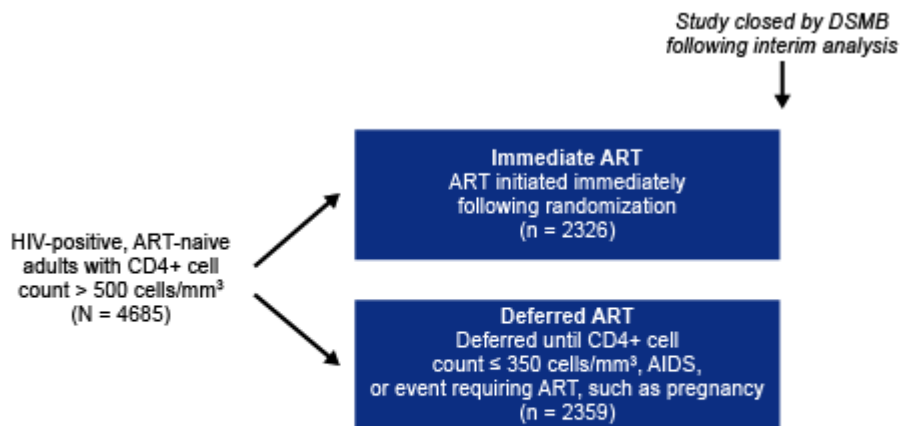 Study closed by DSMB
following interim analysis
Immediate ART
ART initiated immediately
following randomization
(n = 2326)
HIV-positive, ART-naive
adults with CD4+ cell
count > 500 cells/mm³
(N = 4685)
Deferred ART
Deferred until CD4+ cell
count ≤ 350 cells/mm³, AIDS,
or event requiring ART, such as pregnancy
(n = 2359)